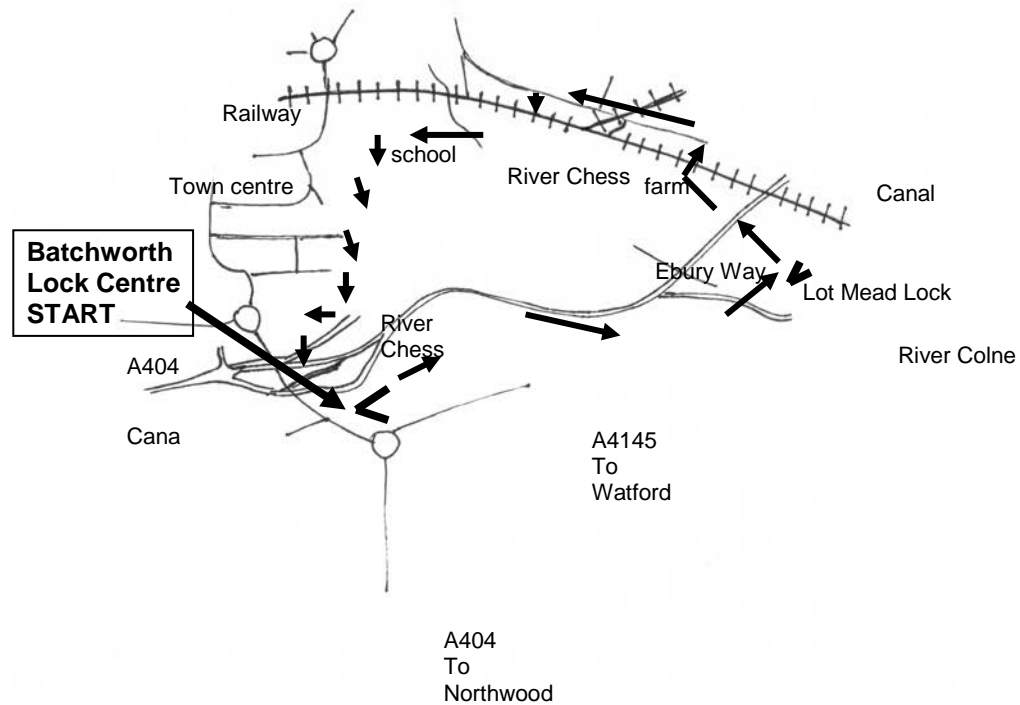 Railway
school
Town centre
River Chess
farm
Canal
Batchworth
Lock Centre
START
Ebury Way
Lot Mead Lock
River
Chess
River Colne
A404
Cana
A4145
To
Watford
A404
To
Northwood